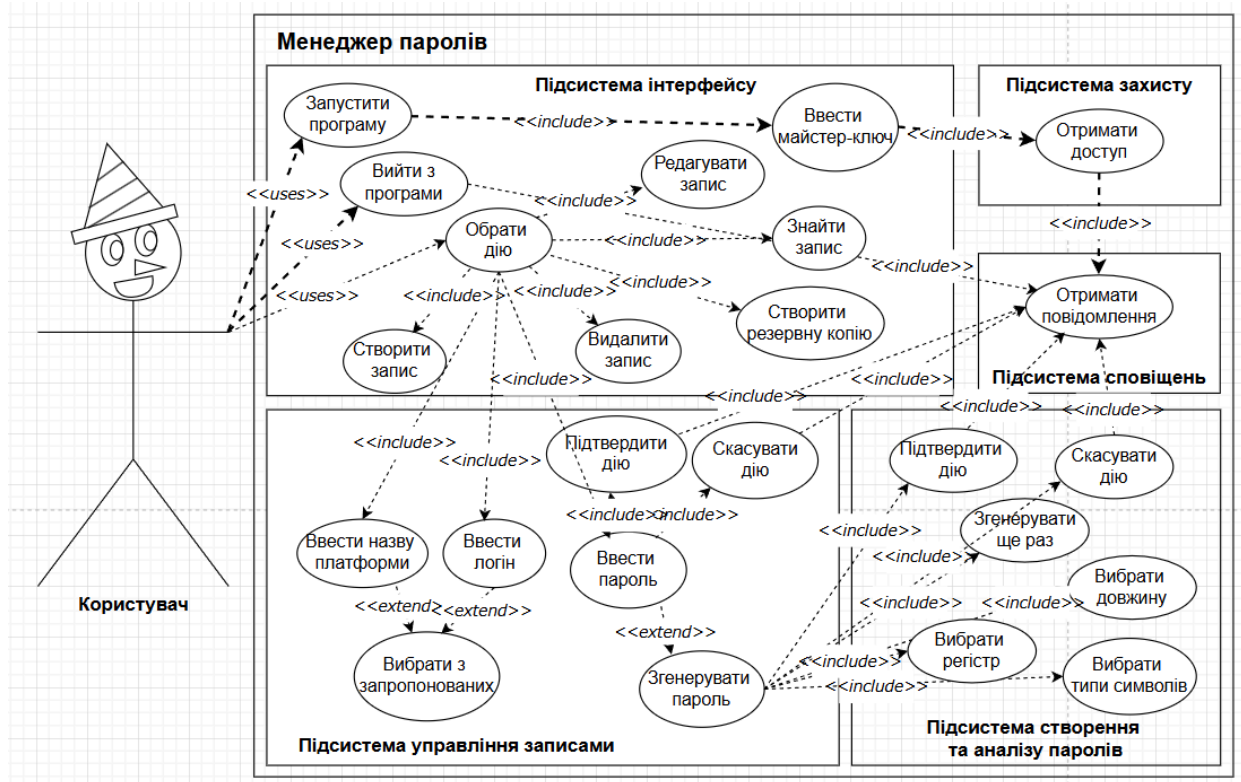 Менеджер паролів
Підсистема інтерфейсу
Підсистема захисту
Запустити
програму
<<include>>
Ввести
майстер-ключ
<<include>>
Отримати
доступ
Вийти з
програми
Редагувати
запис
<<uses>>
<<include>>
<<include>>
Обрати
дію
<<include>>
Знайти
запис
<<uses>>
<<include>>
<<uses>>
<<include>>
<<include>>
<<include>>
Отримати
повідомлення
Створити
запис
Видалити
запис
Створити
резервну копію
<<include>>
<<include>>
<<include>>
Підсистема сповіщень
<<include>>
<<include>>
<<include>>
Підтвердити
дію
Скасувати
дію
Підтвердити
дію
Скасувати
дію
<<include>>
<<include>>
<<include>>
<<include>>
<<include>>
Згенерувати
ще раз
Ввести назву
платформи
Ввести
логін
Ввести
пароль
<<include>>
<<include>>
Вибрати
довжину
Користувач
<<extend>>
<<extend>>
<<include>>
<<include>>
<<extend>>
Вибрати
регістр
Вибрати з
запропонованих
Згенерувати
пароль
<<include>>
<<include>>
Вибрати
типи символів
Підсистема управління записами
Підсистема створення
та аналізу паролів